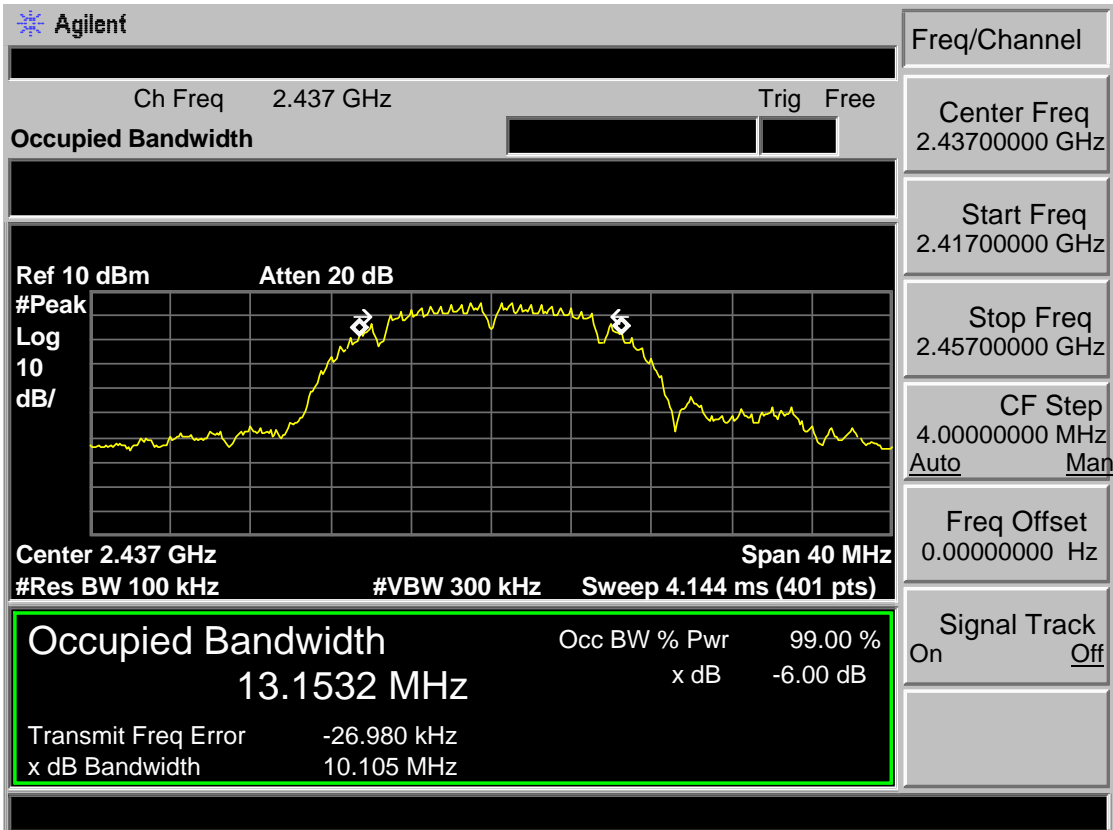 Agilent
Freq/Channel
Ch Freq 2.437 GHz Trig Free
Occupied Bandwidth
Center Freq
2.43700000 GHz
Start Freq
2.41700000 GHz
Stop Freq
2.45700000 GHz
CF Step
4.00000000 MHz
Auto Man
Freq Offset
0.00000000 Hz
Signal Track
On Off
Ref 10 dBm Atten 20 dB
#Peak
Log
10
dB/
Center 2.437 GHz Span 40 MHz
#Res BW 100 kHz #VBW 300 kHz Sweep 4.144 ms (401 pts)
Occupied Bandwidth Occ BW % Pwr 99.00 %
13.1532 MHz x dB -6.00 dB
Transmit Freq Error -26.980 kHz
x dB Bandwidth 10.105 MHz